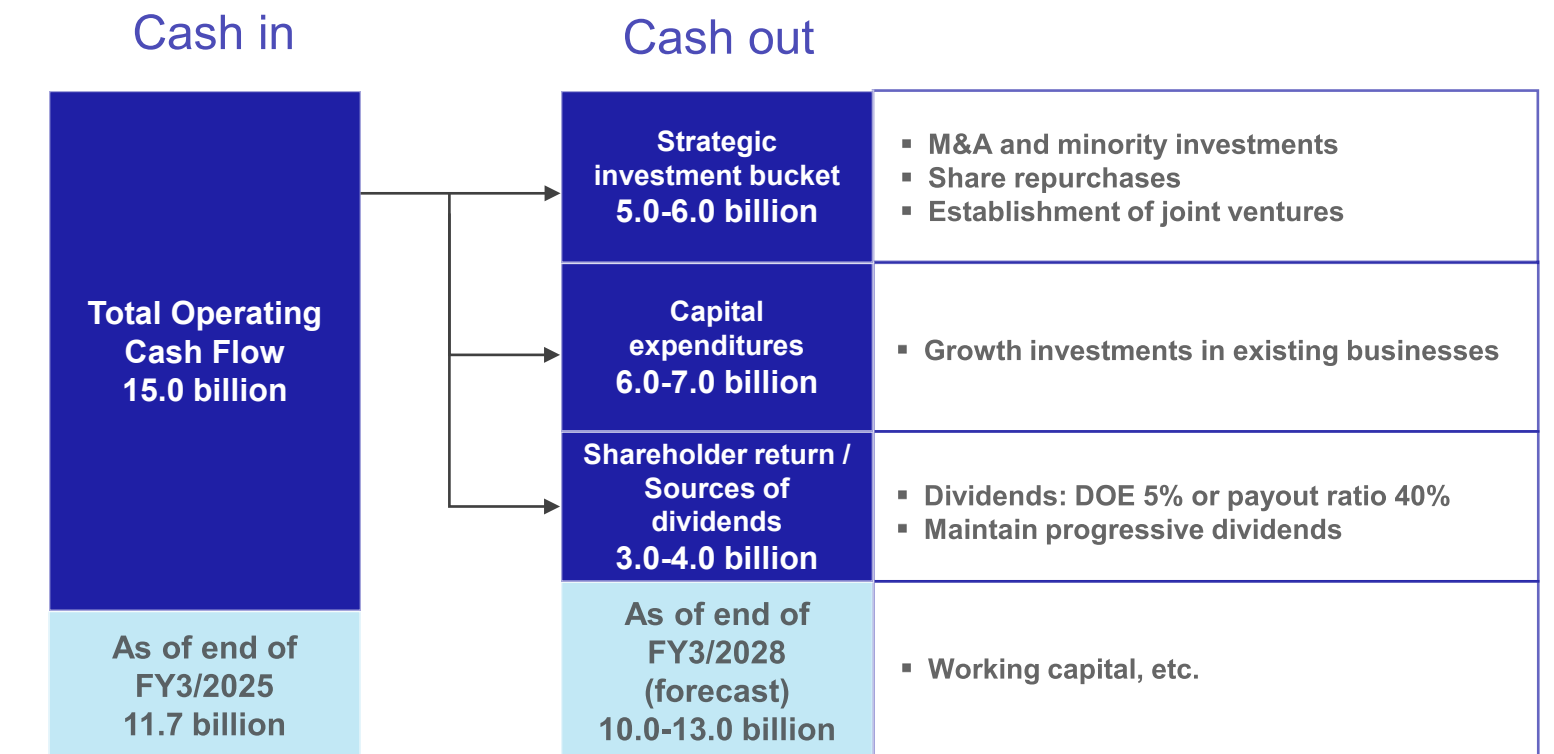 Cash in
Cash out
Total Operating
Cash Flow
15.0 billion
As of end of
FY3/2025
11.7 billion
Strategic
investment bucket
5.0-6.0 billion
▪ M&A and minority investments
▪ Share repurchases
▪ Establishment of joint ventures
Capital
expenditures
6.0-7.0 billion
▪ Growth investments in existing businesses
Shareholder return /
Sources of
dividends
3.0-4.0 billion
▪ Dividends: DOE 5% or payout ratio 40%
▪ Maintain progressive dividends
As of end of
FY3/2028
(forecast)
10.0-13.0 billion
▪ Working capital, etc.